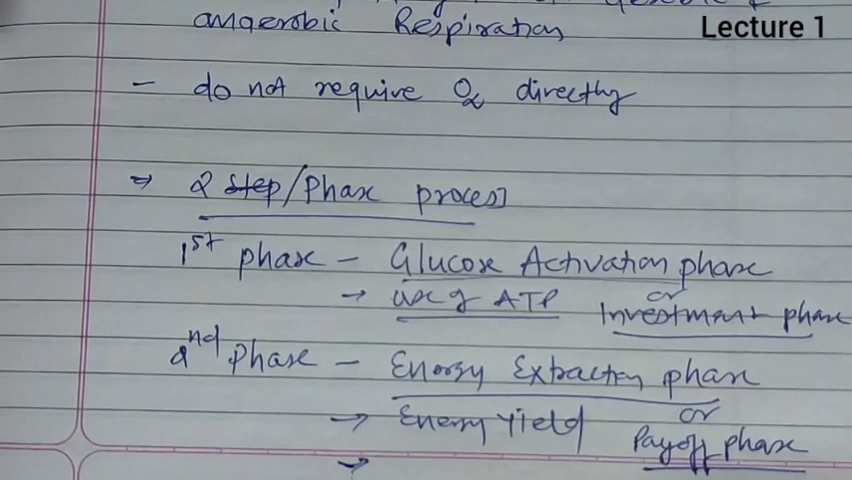 anaerobic Respiration
Lecture 1
- do not require O2 directly
⇒ 2 step/phase process
1st phase - Glucose Activation phase
→ use of ATP or Investment phase
2nd phase - Energy Extraction phase
→ Energy Yield or Payoff phase
→